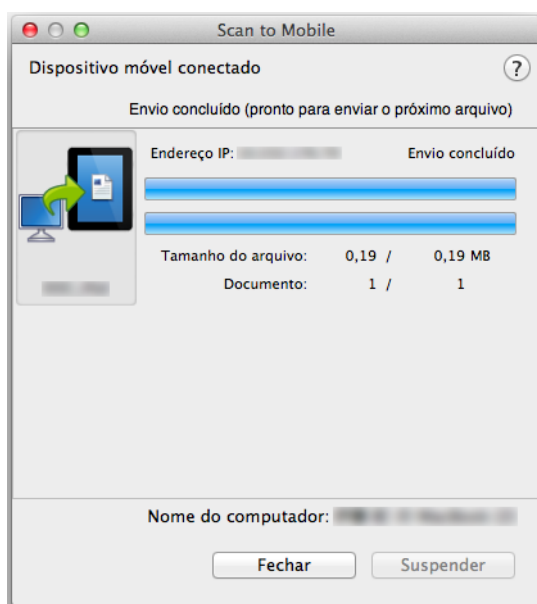 Scan to Mobile
Dispositivo móvel conectado ?
Envio concluído (pronto para enviar o próximo arquivo)
Endereço IP: Envio concluído
Tamanho do arquivo: 0,19 / 0,19 MB
Documento: 1 / 1
Nome do computador:
Fechar Suspender